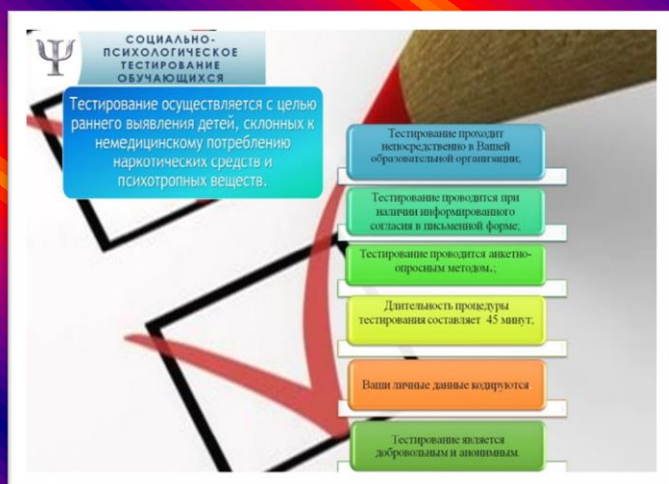 СОЦИАЛЬНО-
ПСИХОЛОГИЧЕСКОЕ
ТЕСТИРОВАНИЕ
ОБУЧАЮЩИХСЯ
Тестирование осуществляется с целью
раннего выявления детей, склонных к
немедицинскому потреблению
наркотических средств и
психотропных веществ.
Тестирование проходит
непосредственно в Вашей
образовательной организации;
Тестирование проводится при
наличии информированного
согласия в письменной форме;
Тестирование проводится анкетно-
опросным методом.;
Длительность процедуры
тестирования составляет 45 минут;
Ваши личные данные кодируются
Тестирование является
добровольным и анонимным.